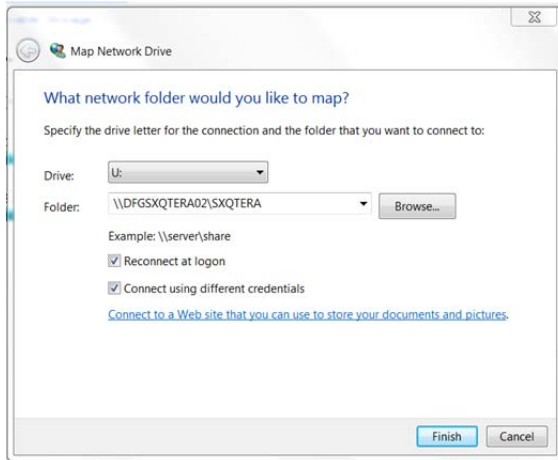 Map Network Drive
What network folder would you like to map?
Specify the drive letter for the connection and the folder that you want to connect to:
Drive: U:
Folder: \\DFGSXQTERA02\SXQTERA Browse...
Example: \\server\share
Reconnect at logon
Connect using different credentials
Connect to a Web site that you can use to store your documents and pictures.
Finish Cancel